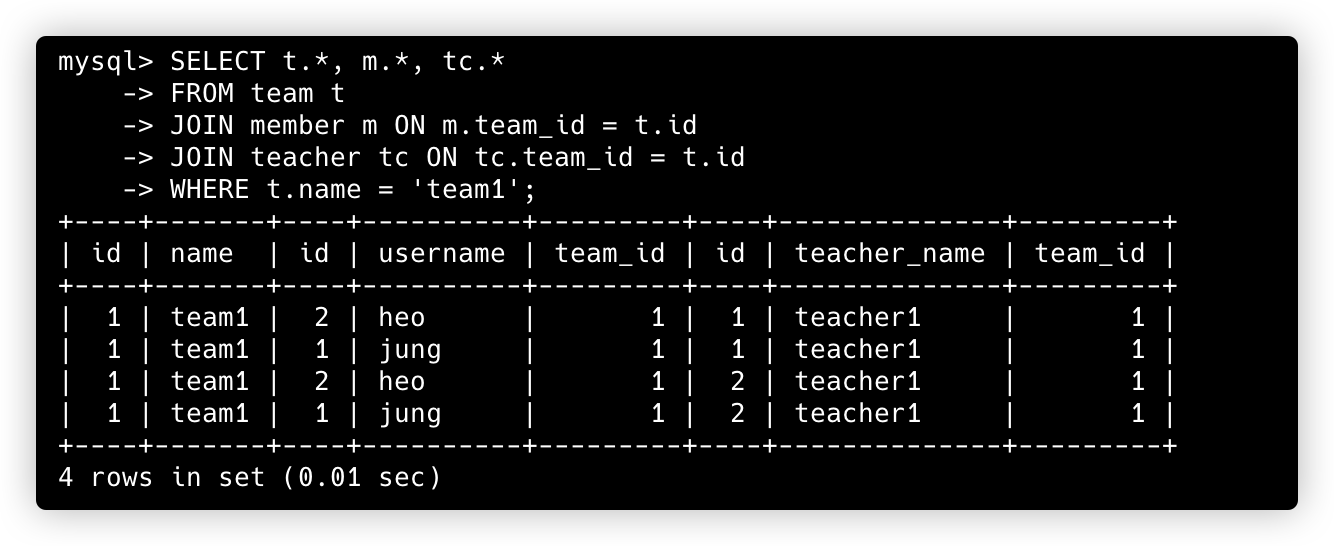 mysql> SELECT t.*, m.*, tc.*
    -> FROM team t
    -> JOIN member m ON m.team_id = t.id
    -> JOIN teacher tc ON tc.team_id = t.id
    -> WHERE t.name = 'team1';
+----+-------+----+----------+---------+----+--------------+---------+
| id | name  | id | username | team_id | id | teacher_name | team_id |
+----+-------+----+----------+---------+----+--------------+---------+
|  1 | team1 |  2 | heo      |       1 |  1 | teacher1     |       1 |
|  1 | team1 |  1 | jung     |       1 |  1 | teacher1     |       1 |
|  1 | team1 |  2 | heo      |       1 |  2 | teacher1     |       1 |
|  1 | team1 |  1 | jung     |       1 |  2 | teacher1     |       1 |
+----+-------+----+----------+---------+----+--------------+---------+
4 rows in set (0.01 sec)